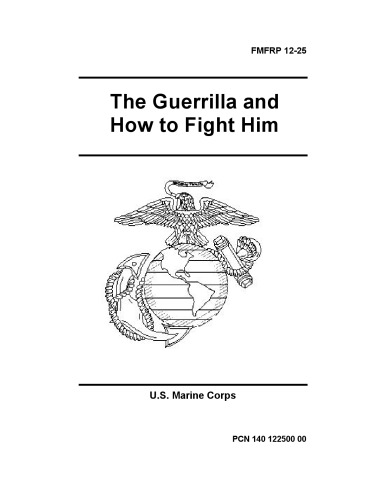 FMFRP 12-25
The Guerrilla and
How to Fight Him
U.S. Marine Corps
PCN 140 122500 00